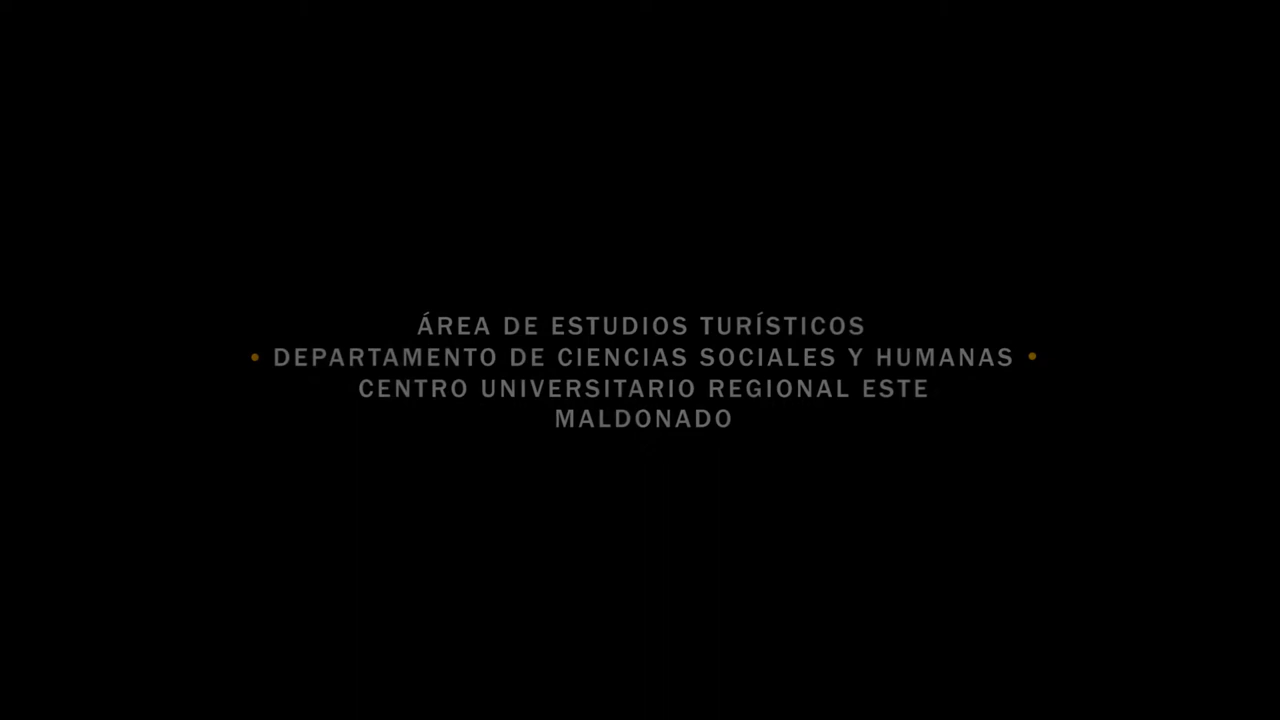 ÁREA DE ESTUDIOS TURÍSTICOS
• DEPARTAMENTO DE CIENCIAS SOCIALES Y HUMANAS •
CENTRO UNIVERSITARIO REGIONAL ESTE
MALDONADO